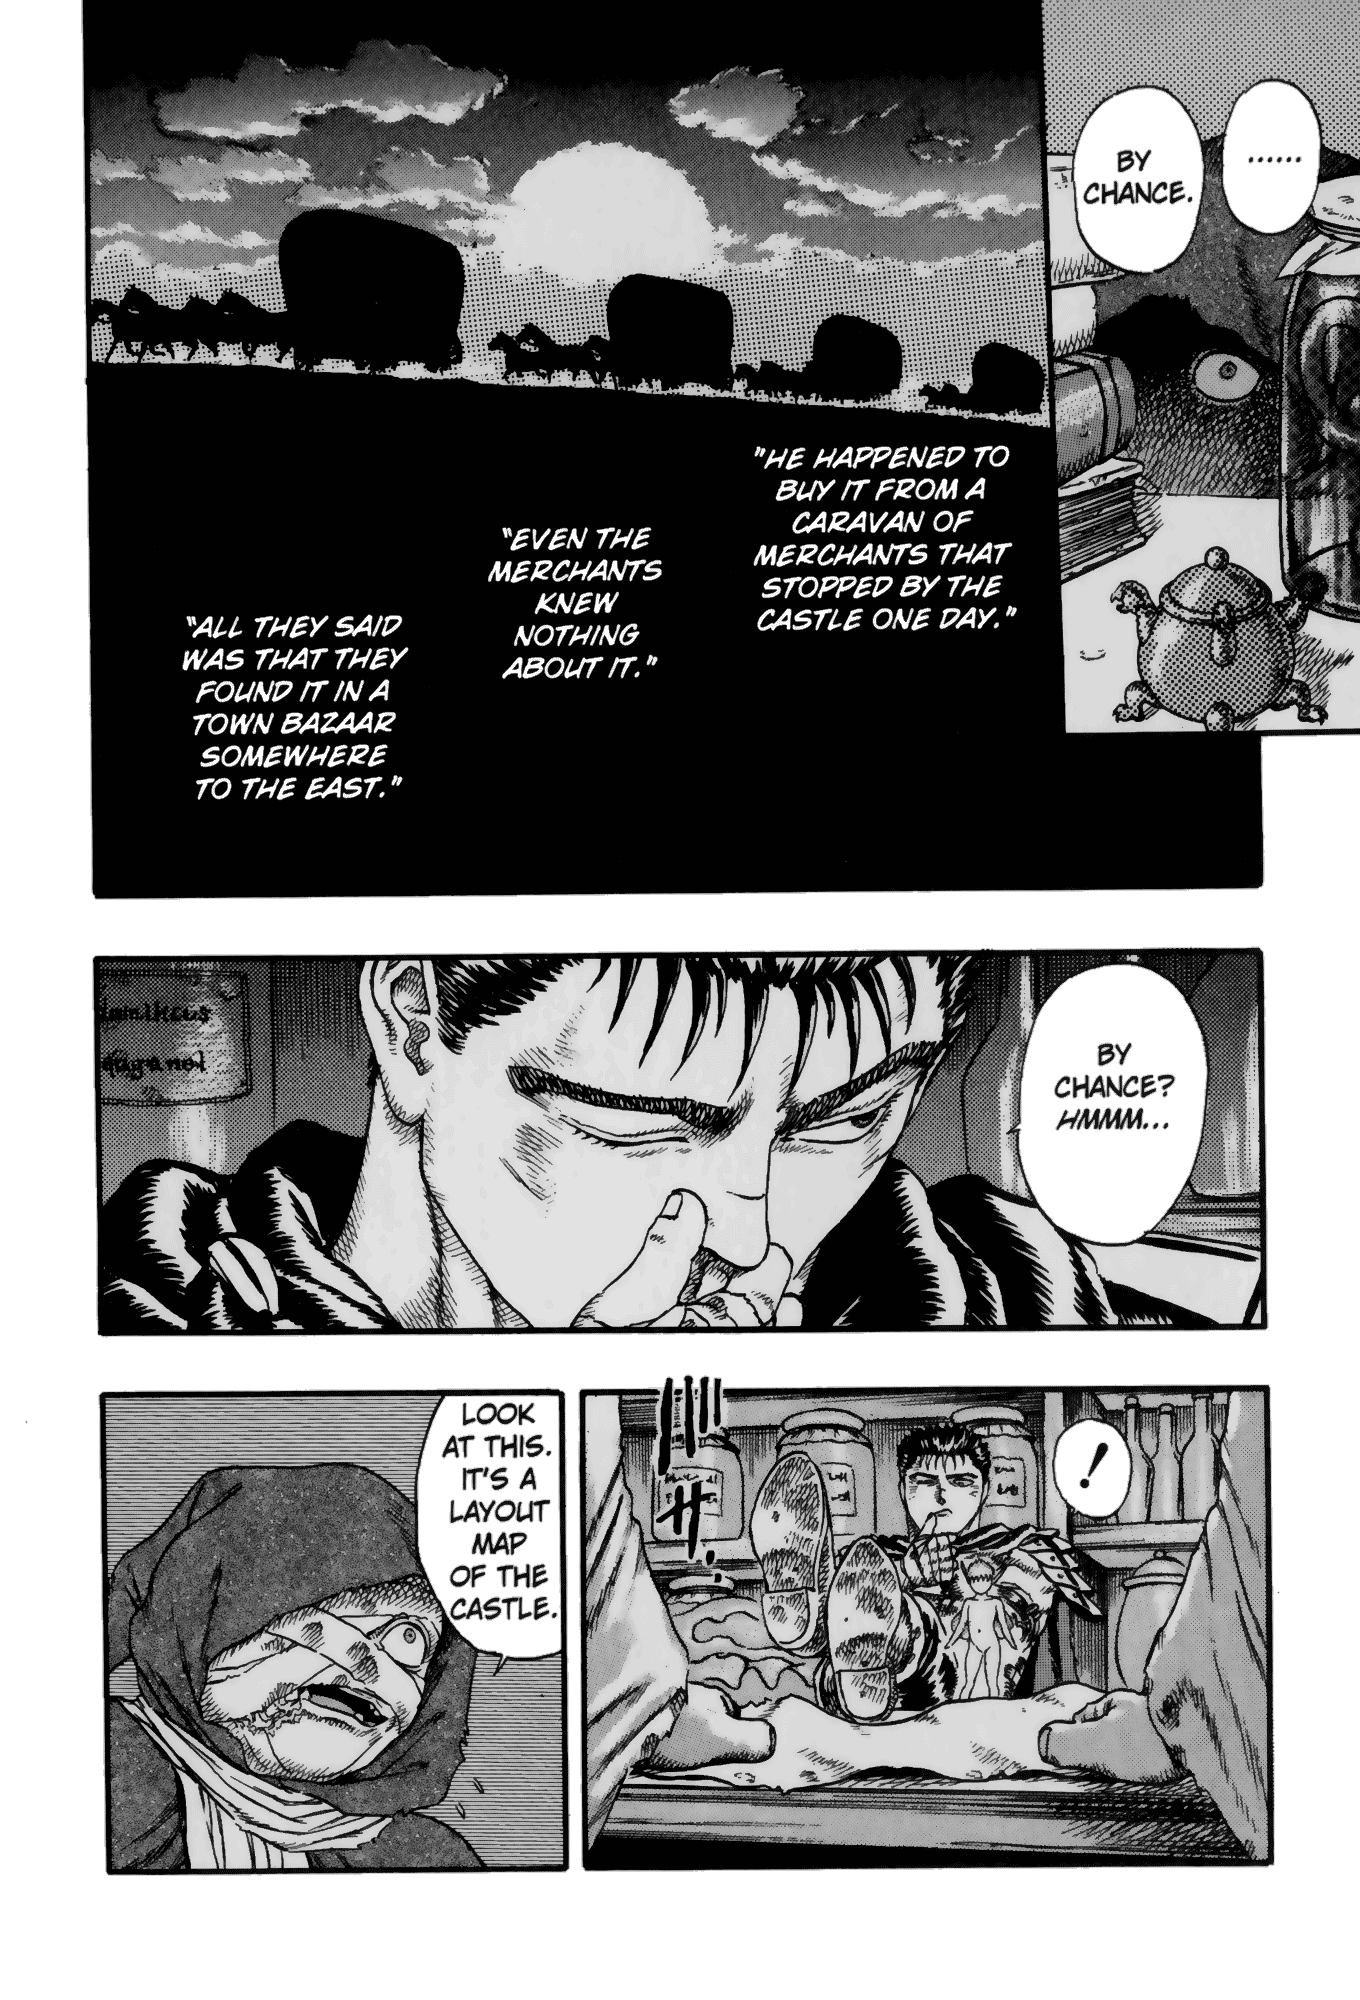 ......
BY
CHANCE.
"HE HAPPENED TO
BUY IT FROM A
CARAVAN OF
MERCHANTS THAT
STOPPED BY THE
CASTLE ONE DAY."
"EVEN THE
MERCHANTS
KNEW
NOTHING
ABOUT IT."
"ALL THEY SAID
WAS THAT THEY
FOUND IT IN A
TOWN BAZAAR
SOMEWHERE
TO THE EAST."
BY
CHANCE?
HMMM...
!
LOOK
AT THIS.
IT'S A
LAYOUT
MAP
OF THE
CASTLE.